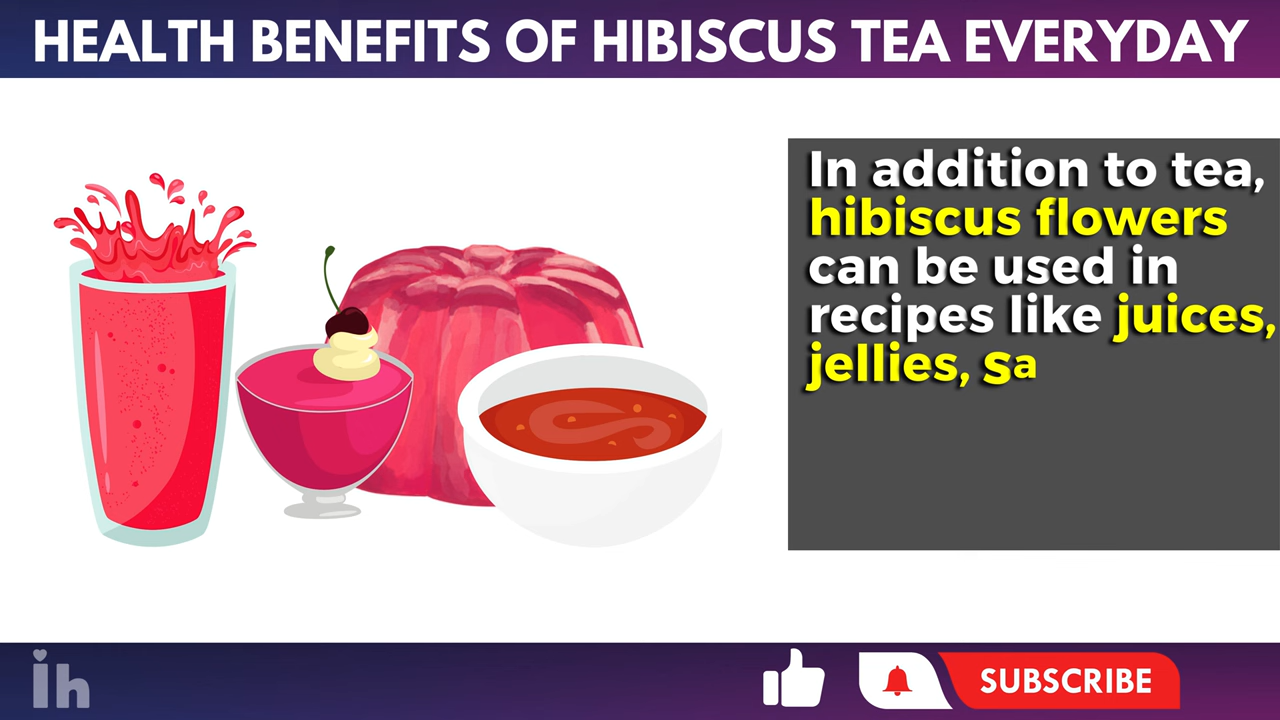 HEALTH BENEFITS OF HIBISCUS TEA EVERYDAY
In addition to tea,
hibiscus flowers
can be used in
recipes like juices,
jellies, sa
ih
SUBSCRIBE